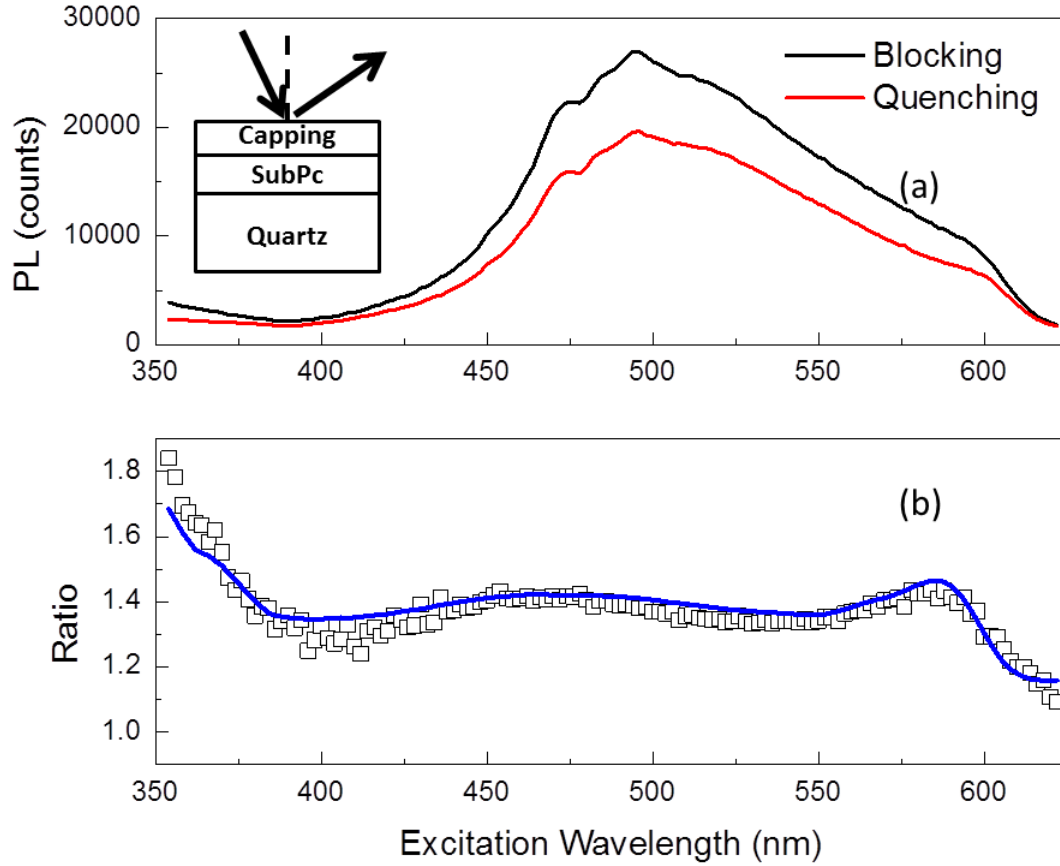 30000
20000
10000
0
PL (counts)
Capping
SubPc
Quartz
Blocking
Quenching
(a)
350 400 450 500 550 600
1.8
1.6
1.4
1.2
1.0
Ratio
(b)
350 400 450 500 550 600
Excitation Wavelength (nm)